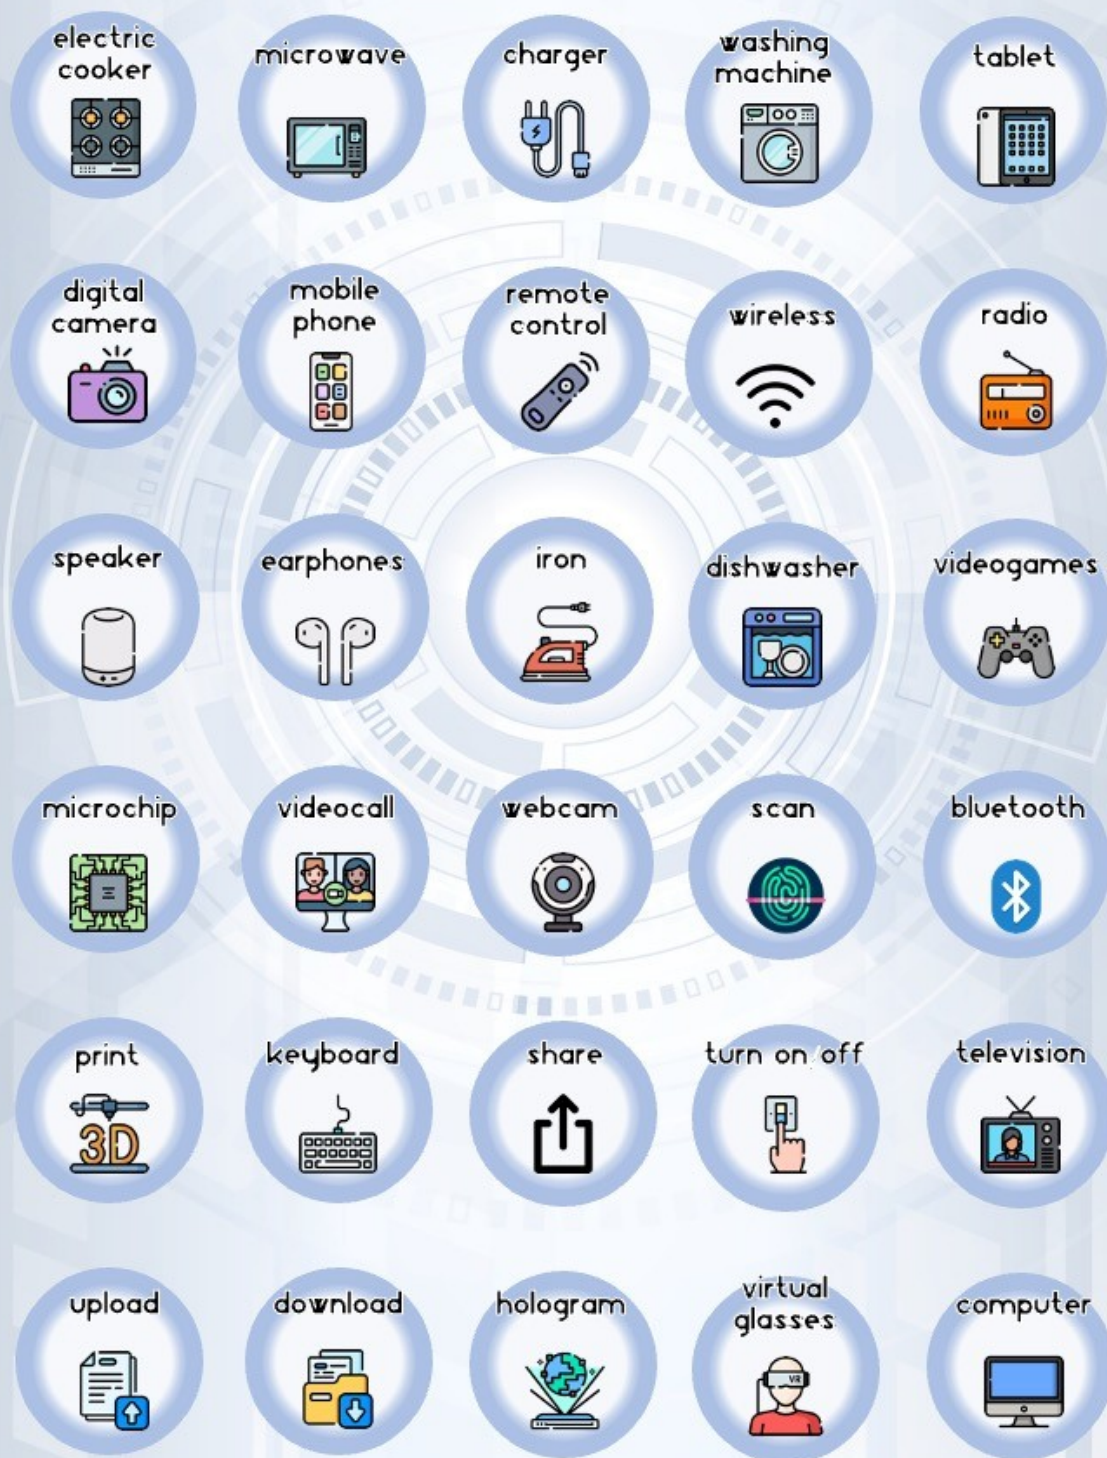 electric
cooker
microwave
charger
washing
machine
tablet
digital
camera
mobile
phone
remote
control
wireless
radio
speaker
earphones
iron
dishwasher
videogames
microchip
videocall
webcam
scan
bluetooth
print
3D
keyboard
share
turn on/off
television
upload
download
hologram
virtual
glasses
VR
computer